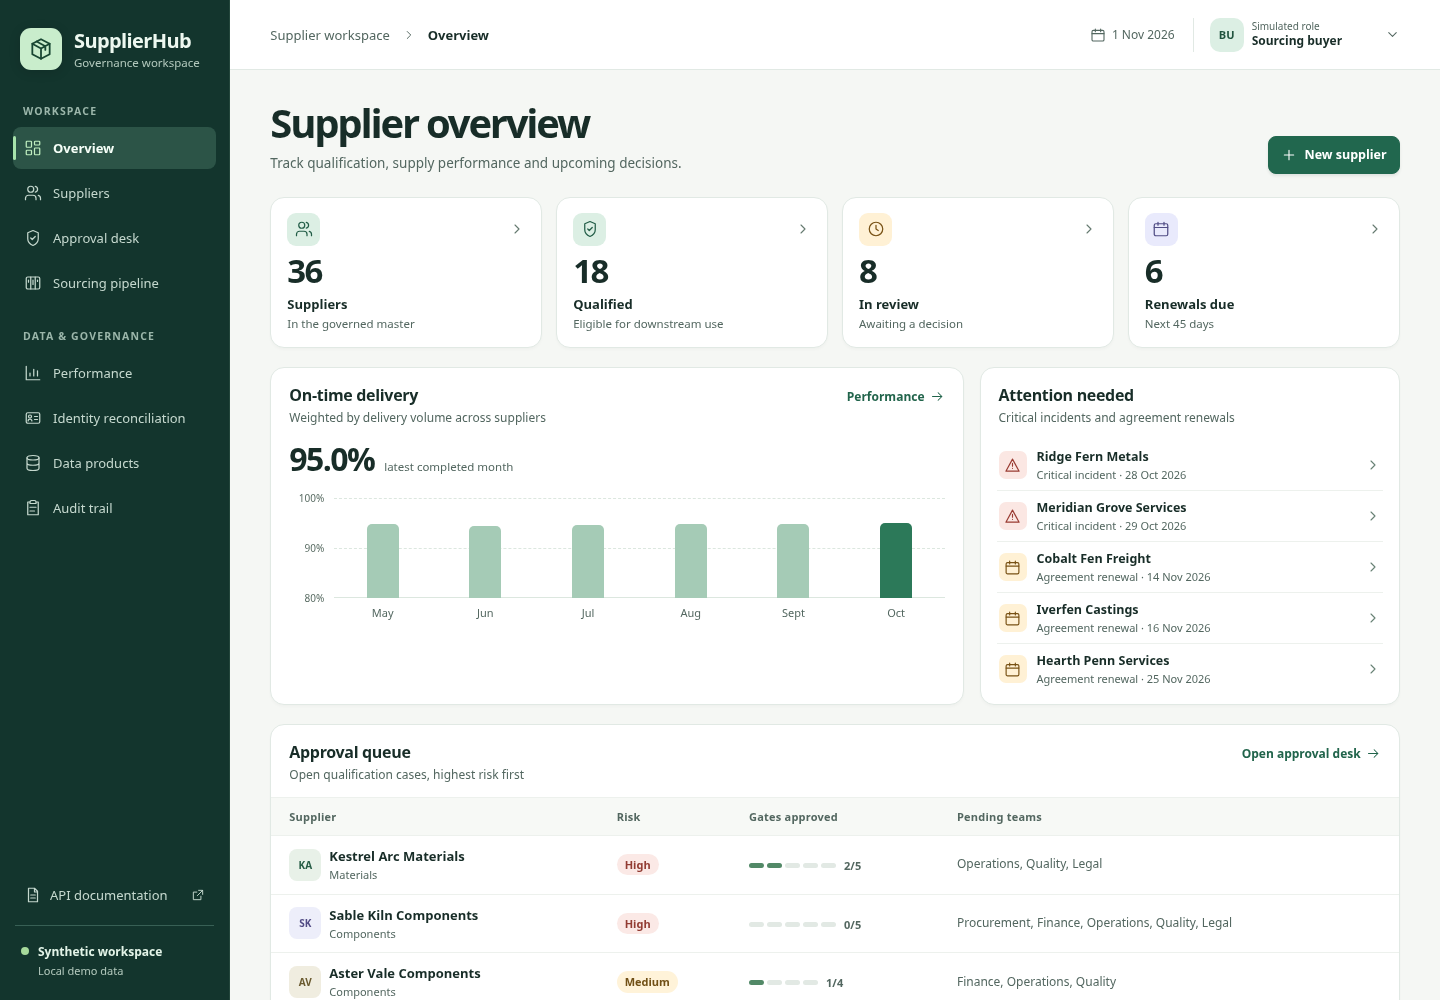 SupplierHub
Governance workspace
WORKSPACE
Overview
Suppliers
Approval desk
Sourcing pipeline
DATA & GOVERNANCE
Performance
Identity reconciliation
Data products
Audit trail
API documentation
Synthetic workspace
Local demo data
Supplier workspace > Overview
1 Nov 2026
BU
Simulated role
Sourcing buyer
Supplier overview
Track qualification, supply performance and upcoming decisions.
New supplier
36
Suppliers
In the governed master
18
Qualified
Eligible for downstream use
8
In review
Awaiting a decision
6
Renewals due
Next 45 days
On-time delivery
Performance →
Weighted by delivery volume across suppliers
95.0% latest completed month
100%
90%
80%
May Jun Jul Aug Sept Oct
Attention needed
Critical incidents and agreement renewals
Ridge Fern Metals
Critical incident · 28 Oct 2026
Meridian Grove Services
Critical incident · 29 Oct 2026
Cobalt Fen Freight
Agreement renewal · 14 Nov 2026
Iverfen Castings
Agreement renewal · 16 Nov 2026
Hearth Penn Services
Agreement renewal · 25 Nov 2026
Approval queue
Open approval desk →
Open qualification cases, highest risk first
Supplier Risk Gates approved Pending teams
KA Kestrel Arc Materials High 2/5 Operations, Quality, Legal
Materials
SK Sable Kiln Components High 0/5 Procurement, Finance, Operations, Quality, Legal
Components
AV Aster Vale Components Medium 1/4 Finance, Operations, Quality
Components